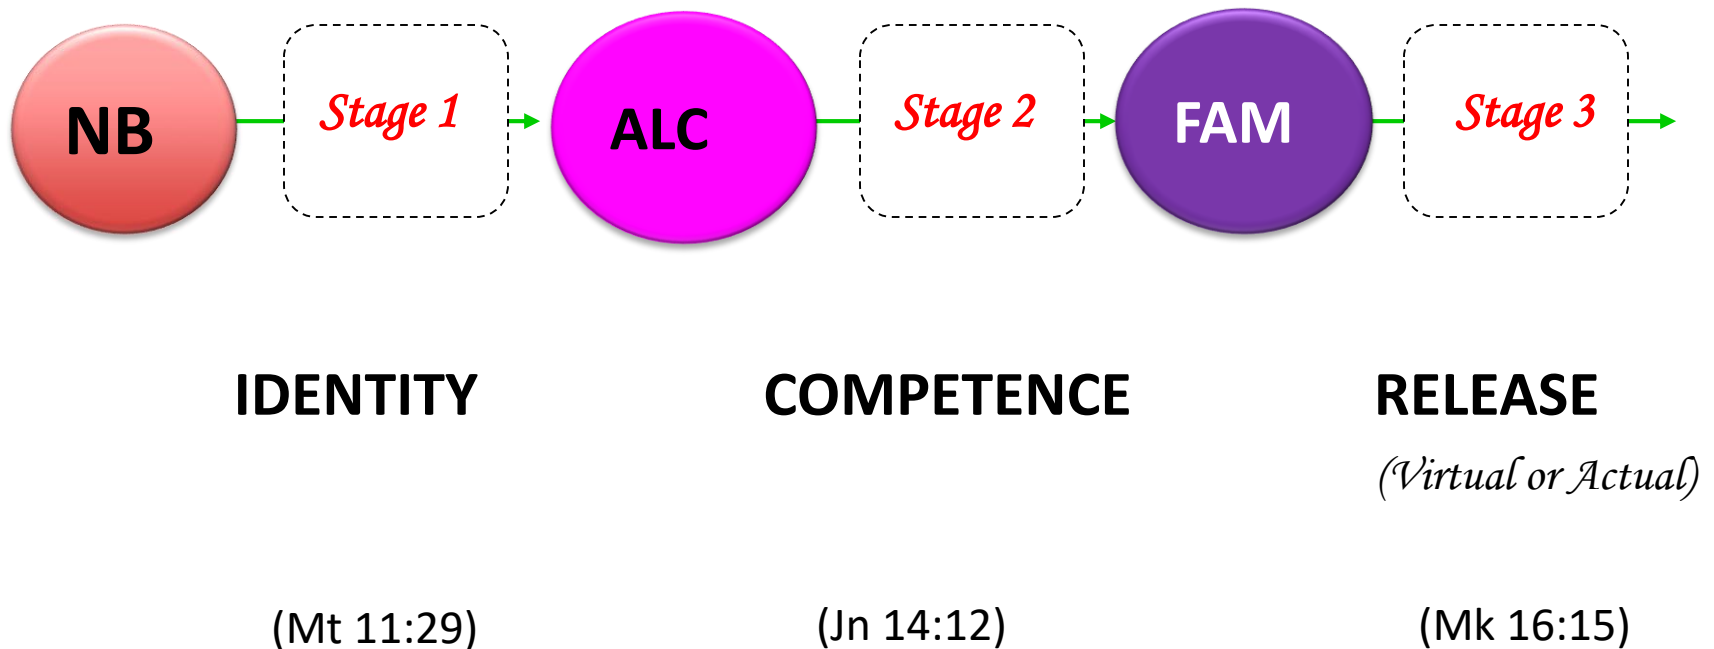 NB Stage 1 ALC Stage 2 FAM Stage 3
IDENTITY COMPETENCE RELEASE
(Virtual or Actual)
(Mt 11:29) (Jn 14:12) (Mk 16:15)